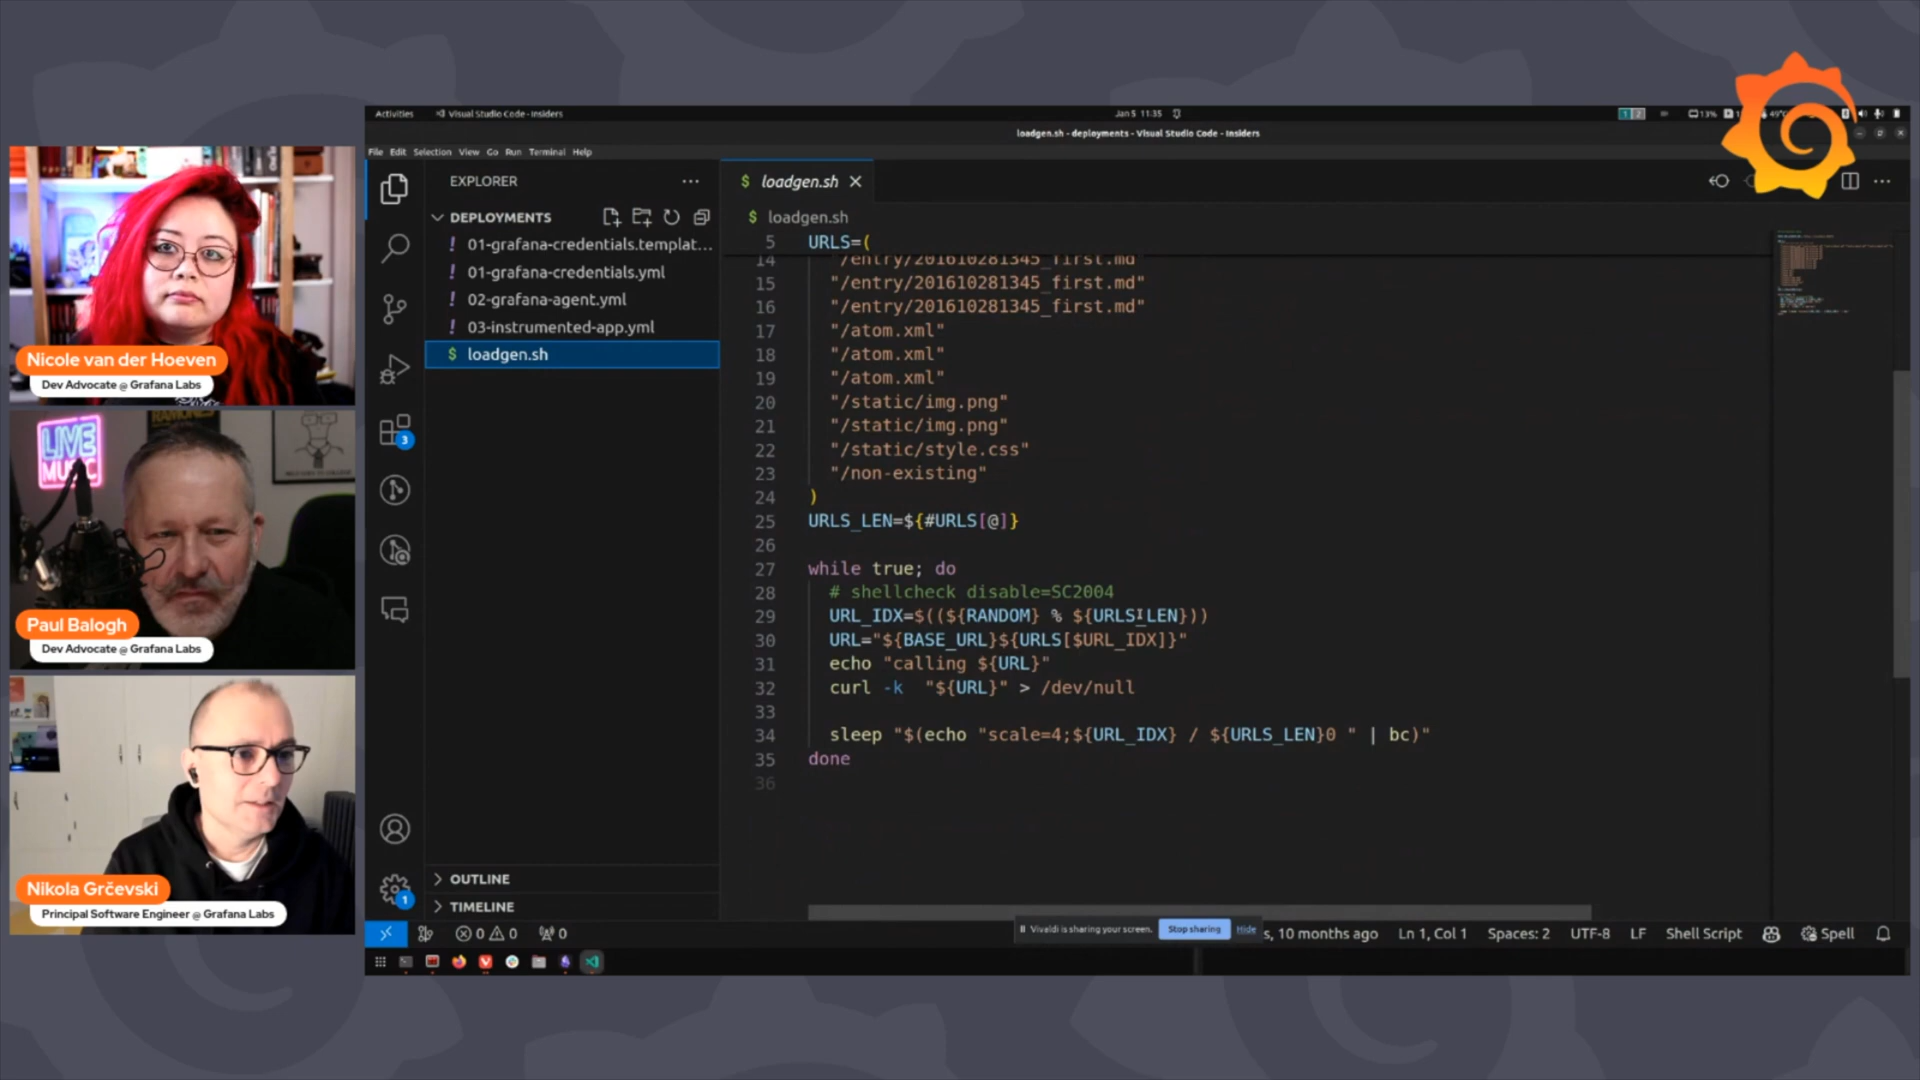 Activities
Visual Studio Code - Insiders
Jan 5 11:35
13%
loadgen.sh - deployments - Visual Studio Code - Insiders
File Edit Selection View Go Run Terminal Help
EXPLORER
DEPLOYMENTS
! 01-grafana-credentials.templat...
! 01-grafana-credentials.yml
! 02-grafana-agent.yml
! 03-instrumented-app.yml
$ loadgen.sh
OUTLINE
TIMELINE
$ loadgen.sh
$ loadgen.sh
5 URLS=(
14 "/entry/201610281345_first.md"
15 "/entry/201610281345_first.md"
16 "/entry/201610281345_first.md"
17 "/atom.xml"
18 "/atom.xml"
19 "/atom.xml"
20 "/static/img.png"
21 "/static/img.png"
22 "/static/style.css"
23 "/non-existing"
24 )
25 URLS_LEN=${#URLS[@]}
26
27 while true; do
28 # shellcheck disable=SC2004
29 URL_IDX=$((${RANDOM} % ${URLS_LEN}))
30 URL="${BASE_URL}${URLS[$URL_IDX]}"
31 echo "calling ${URL}"
32 curl -k "${URL}" > /dev/null
33
34 sleep "$(echo "scale=4;${URL_IDX} / ${URLS_LEN}0 " | bc)"
35 done
36
3
1
0 0 0
Vivaldi is sharing your screen. Stop sharing Hide
s, 10 months ago Ln 1, Col 1 Spaces: 2 UTF-8 LF Shell Script Spell
Nicole van der Hoeven
Dev Advocate @ Grafana Labs
LIVE
MUSIC
RAMONES
Paul Balogh
Dev Advocate @ Grafana Labs
Nikola Grčevski
Principal Software Engineer @ Grafana Labs